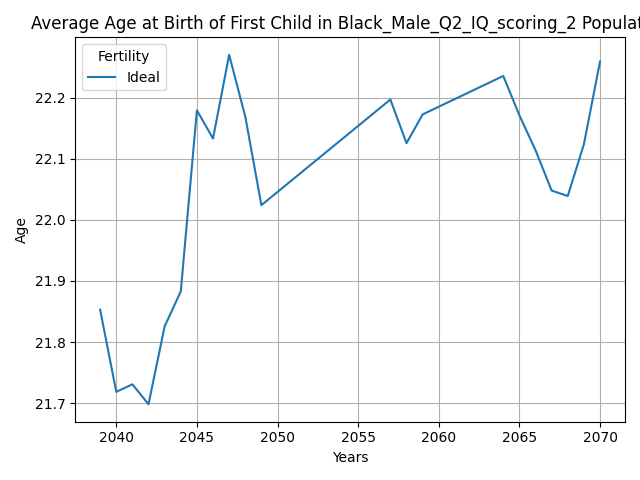 Average Age at Birth of First Child in Black_Male_Q2_IQ_scoring_2 Populat
Fertility
Ideal
22.2
22.1
22.0
21.9
21.8
21.7
Age
2040 2045 2050 2055 2060 2065 2070
Years